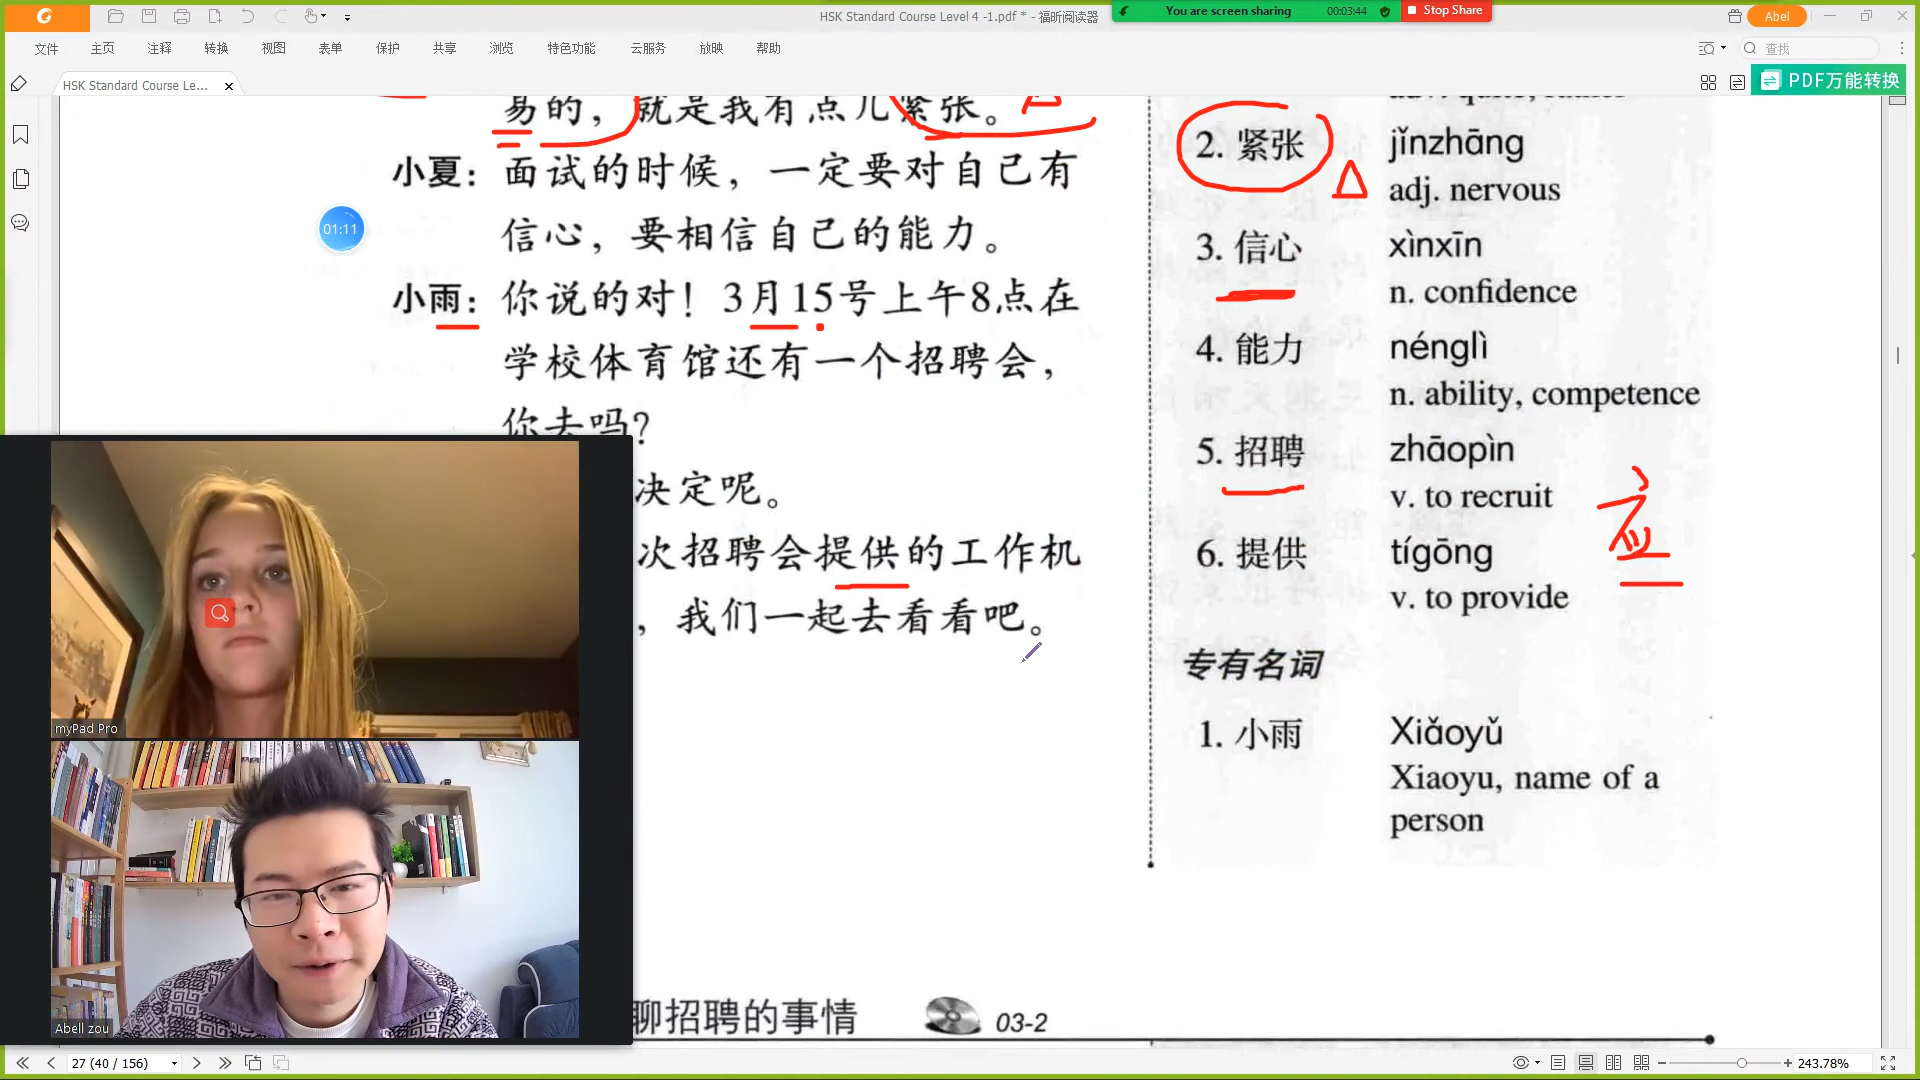 HSK Standard Course Level 4 -1.pdf * - 福昕阅读器
You are screen sharing
00:03:44
Stop Share
Abel
文件 主页 注释 转换 视图 表单 保护 共享 浏览 特色功能 云服务 放映 帮助
查找
HSK Standard Course Le...
PDF万能转换
易的，就是我有点儿紧张。
小夏：面试的时候，一定要对自己有
信心，要相信自己的能力。
01:11
小雨：你说的对！3月15号上午8点在
学校体育馆还有一个招聘会，
你去吗？
决定呢。
次招聘会提供的工作机
，我们一起去看看吧。
2. 紧张 jǐnzhāng
adj. nervous
3. 信心 xìnxīn
n. confidence
4. 能力 nénglì
n. ability, competence
5. 招聘 zhāopìn
v. to recruit
应
6. 提供 tígōng
v. to provide
专有名词
1. 小雨 Xiǎoyǔ
Xiaoyu, name of a
person
myPad Pro
Abell zou
聊招聘的事情 03-2
27 (40 / 156)
243.78%